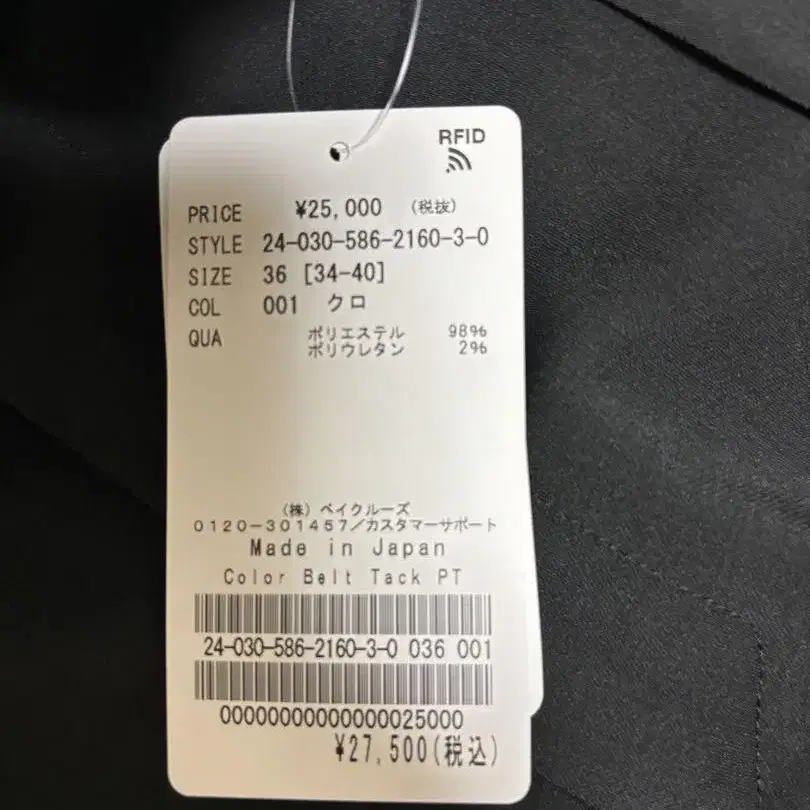 RFID
PRICE ¥25,000 (税抜)
STYLE 24-030-586-2160-3-0
SIZE 36 [34-40]
COL 001 クロ
QUA ポリエステル 98%
ポリウレタン 2%
(株) ベイクルーズ
0120-301457/カスタマーサポート
Made in Japan
Color Belt Tack PT
24-030-586-2160-3-0 036 001
00000000000000025000
¥27,500(税込)